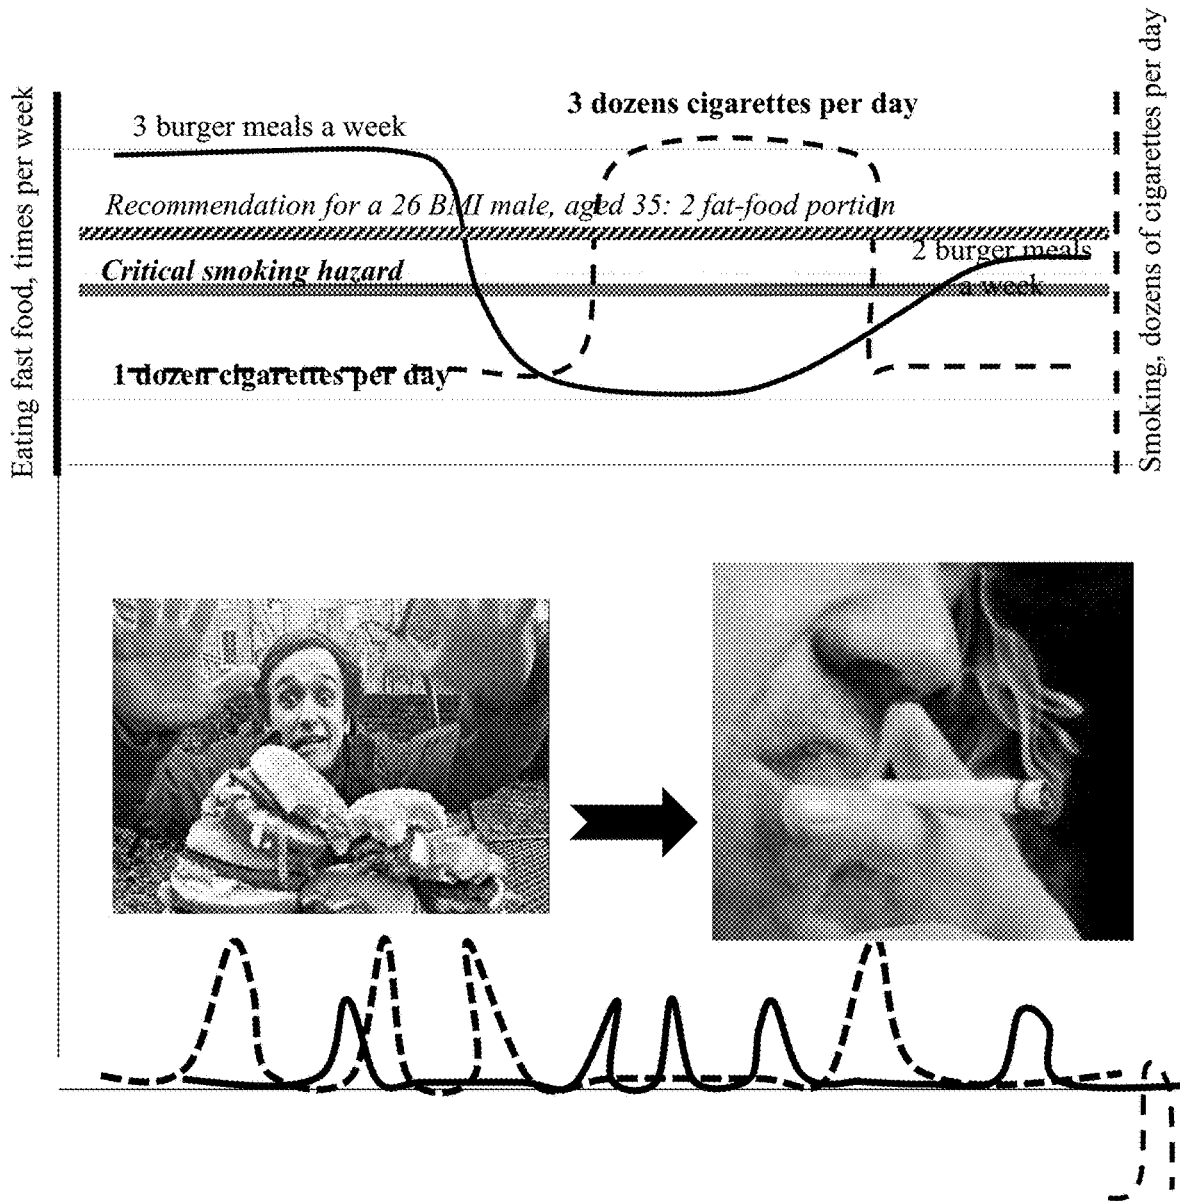 Eating fast food, times per week
Smoking, dozens of cigarettes per day
3 dozens cigarettes per day
3 burger meals a week
Recommendation for a 26 BMI male, aged 35: 2 fat-food portion
2 burger meals
a week
Critical smoking hazard
1 dozen cigarettes per day